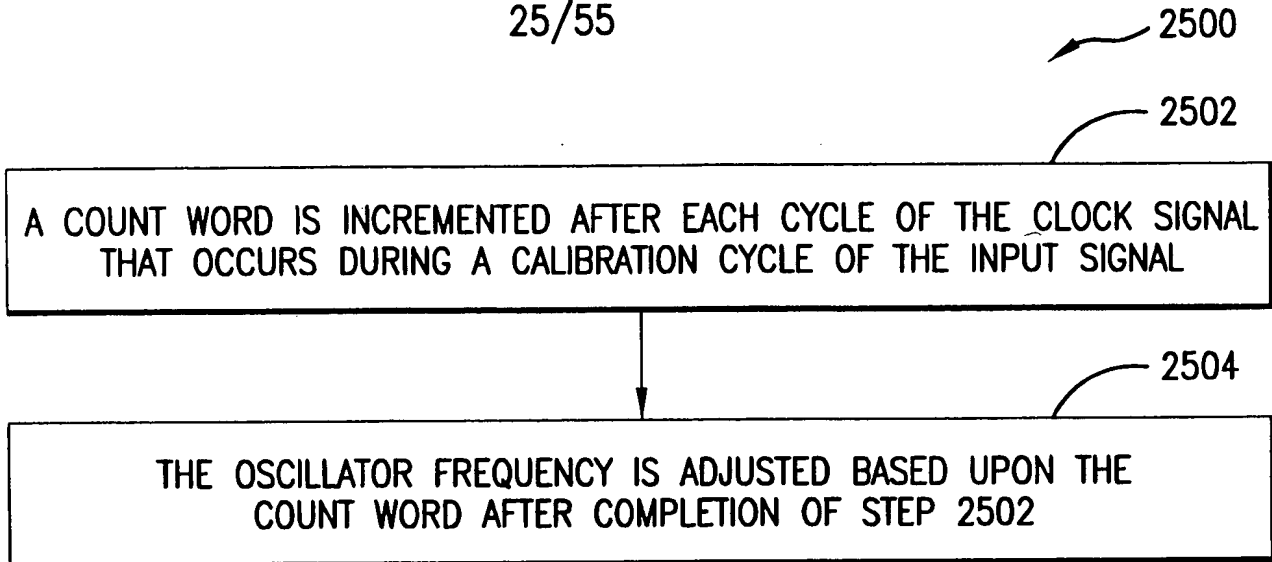 25/55
2500
2502
A COUNT WORD IS INCREMENTED AFTER EACH CYCLE OF THE CLOCK SIGNAL
THAT OCCURS DURING A CALIBRATION CYCLE OF THE INPUT SIGNAL
2504
THE OSCILLATOR FREQUENCY IS ADJUSTED BASED UPON THE
COUNT WORD AFTER COMPLETION OF STEP 2502